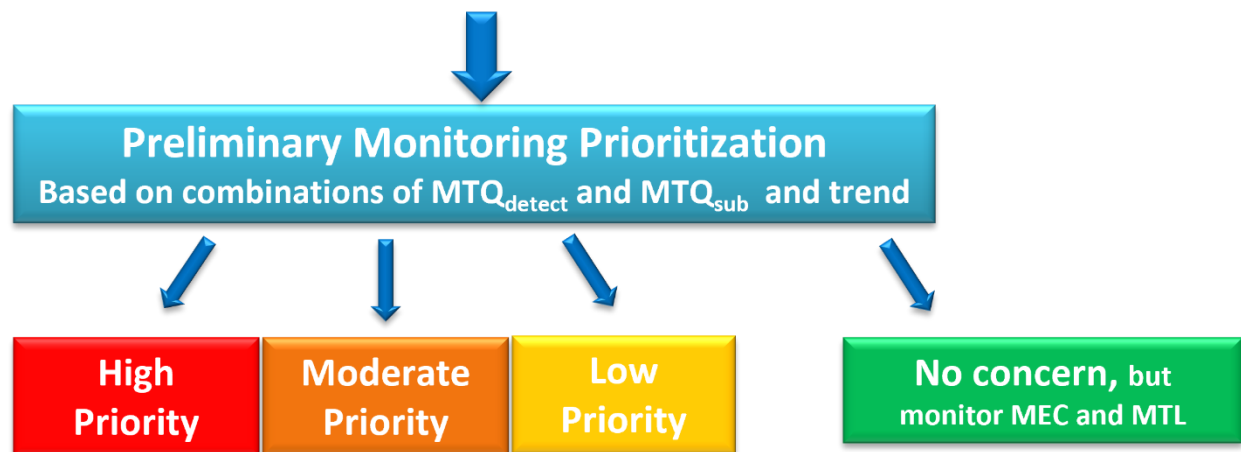 Preliminary Monitoring Prioritization
Based on combinations of MTQdetect and MTQsub and trend
High
Priority
Moderate
Priority
Low
Priority
No concern, but
monitor MEC and MTL